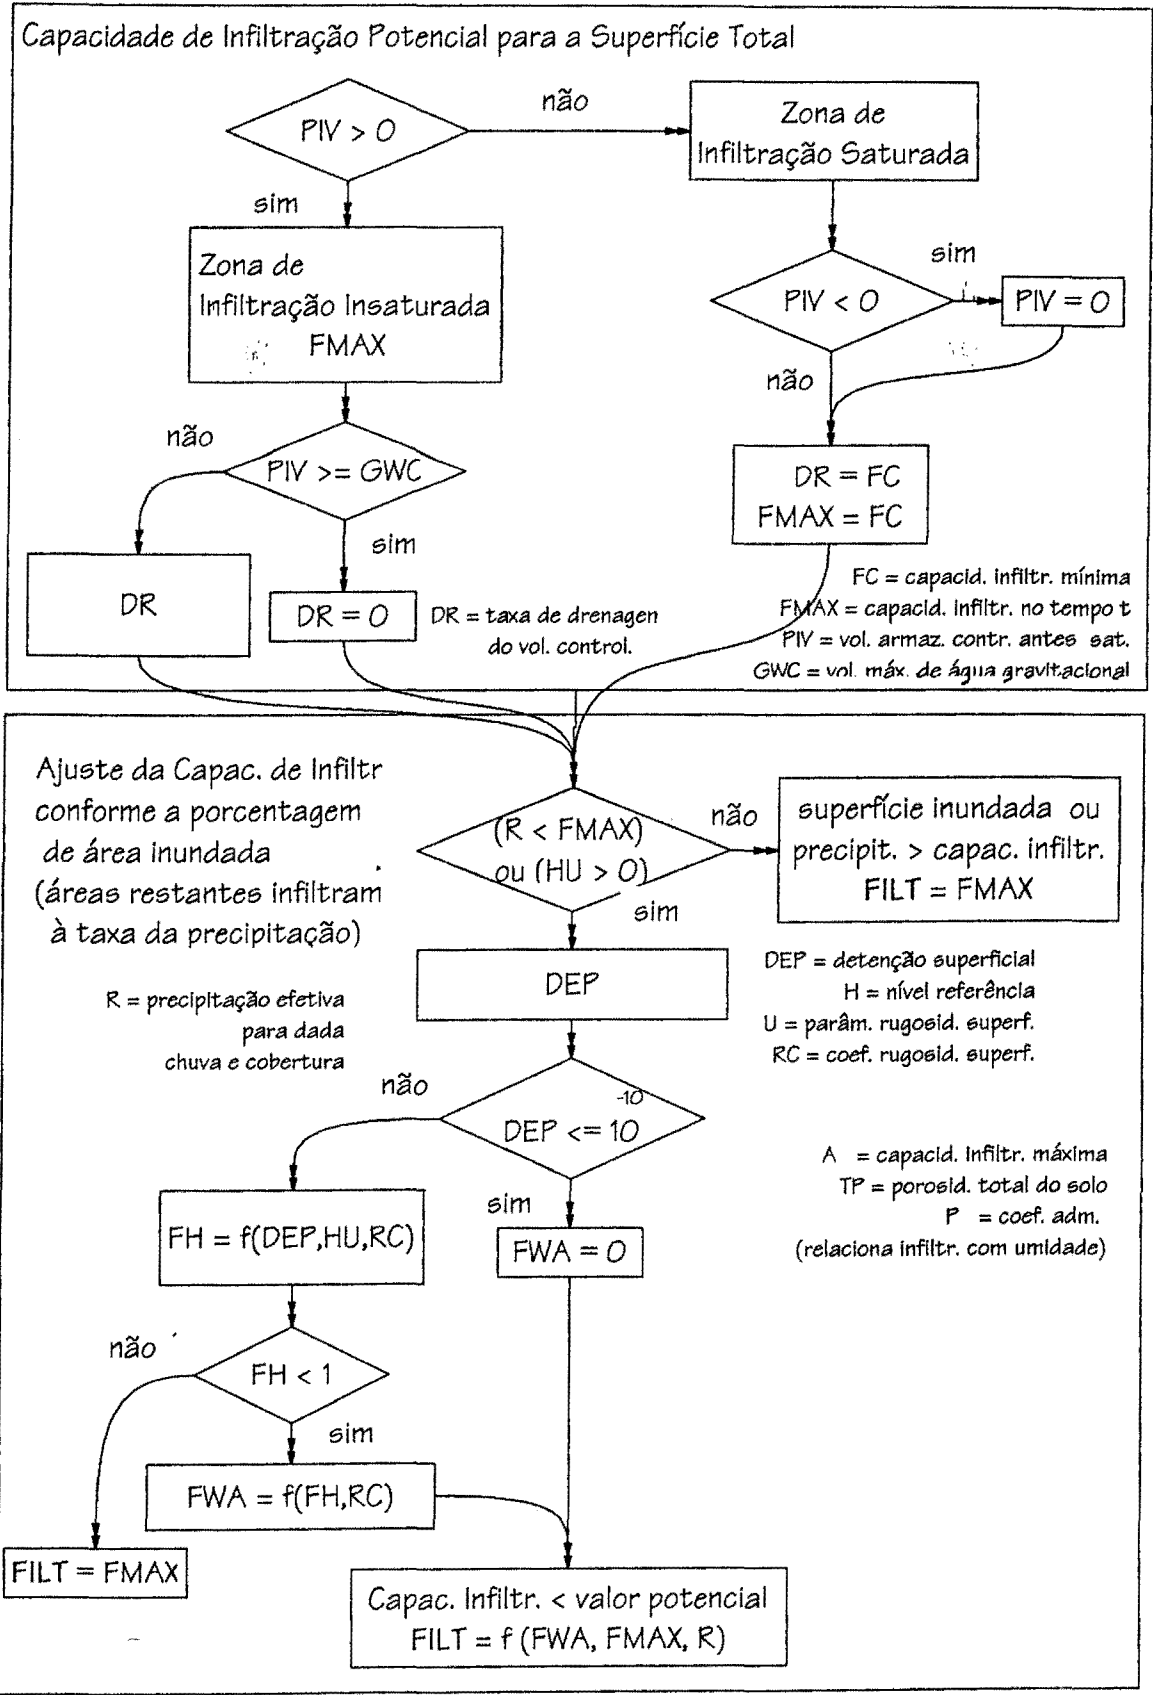 Capacidade de Infiltração Potencial para a Superfície Total
PIV > 0
não
Zona de
Infiltração Saturada
sim
Zona de
Infiltração Insaturada
FMAX
PIV < 0
sim
PIV = 0
não
não
PIV >= GWC
sim
DR
DR = 0
DR = taxa de drenagen
do vol. control.
DR = FC
FMAX = FC
FC = capacid. infiltr. mínima
FMAX = capacid. infiltr. no tempo t
PIV = vol. armaz. contr. antes sat.
GWC = vol. máx. de água gravitacional
Ajuste da Capac. de Infiltr
conforme a porcentagem
de área inundada
(áreas restantes infiltram
à taxa da precipitação)
(R < FMAX)
ou (HU > 0)
não
superfície inundada ou
precipit. > capac. infiltr.
FILT = FMAX
sim
DEP
R = precipitação efetiva
para dada
chuva e cobertura
DEP = detenção superficial
H = nível referência
U = parâm. rugosid. superf.
RC = coef. rugosid. superf.
não
-10
DEP <= 10
sim
A = capacid. infiltr. máxima
TP = porosid. total do solo
P = coef. adm.
(relaciona infiltr. com umidade)
FH = f(DEP,HU,RC)
FWA = 0
não
FH < 1
sim
FWA = f(FH,RC)
FILT = FMAX
Capac. Infiltr. < valor potencial
FILT = f (FWA, FMAX, R)